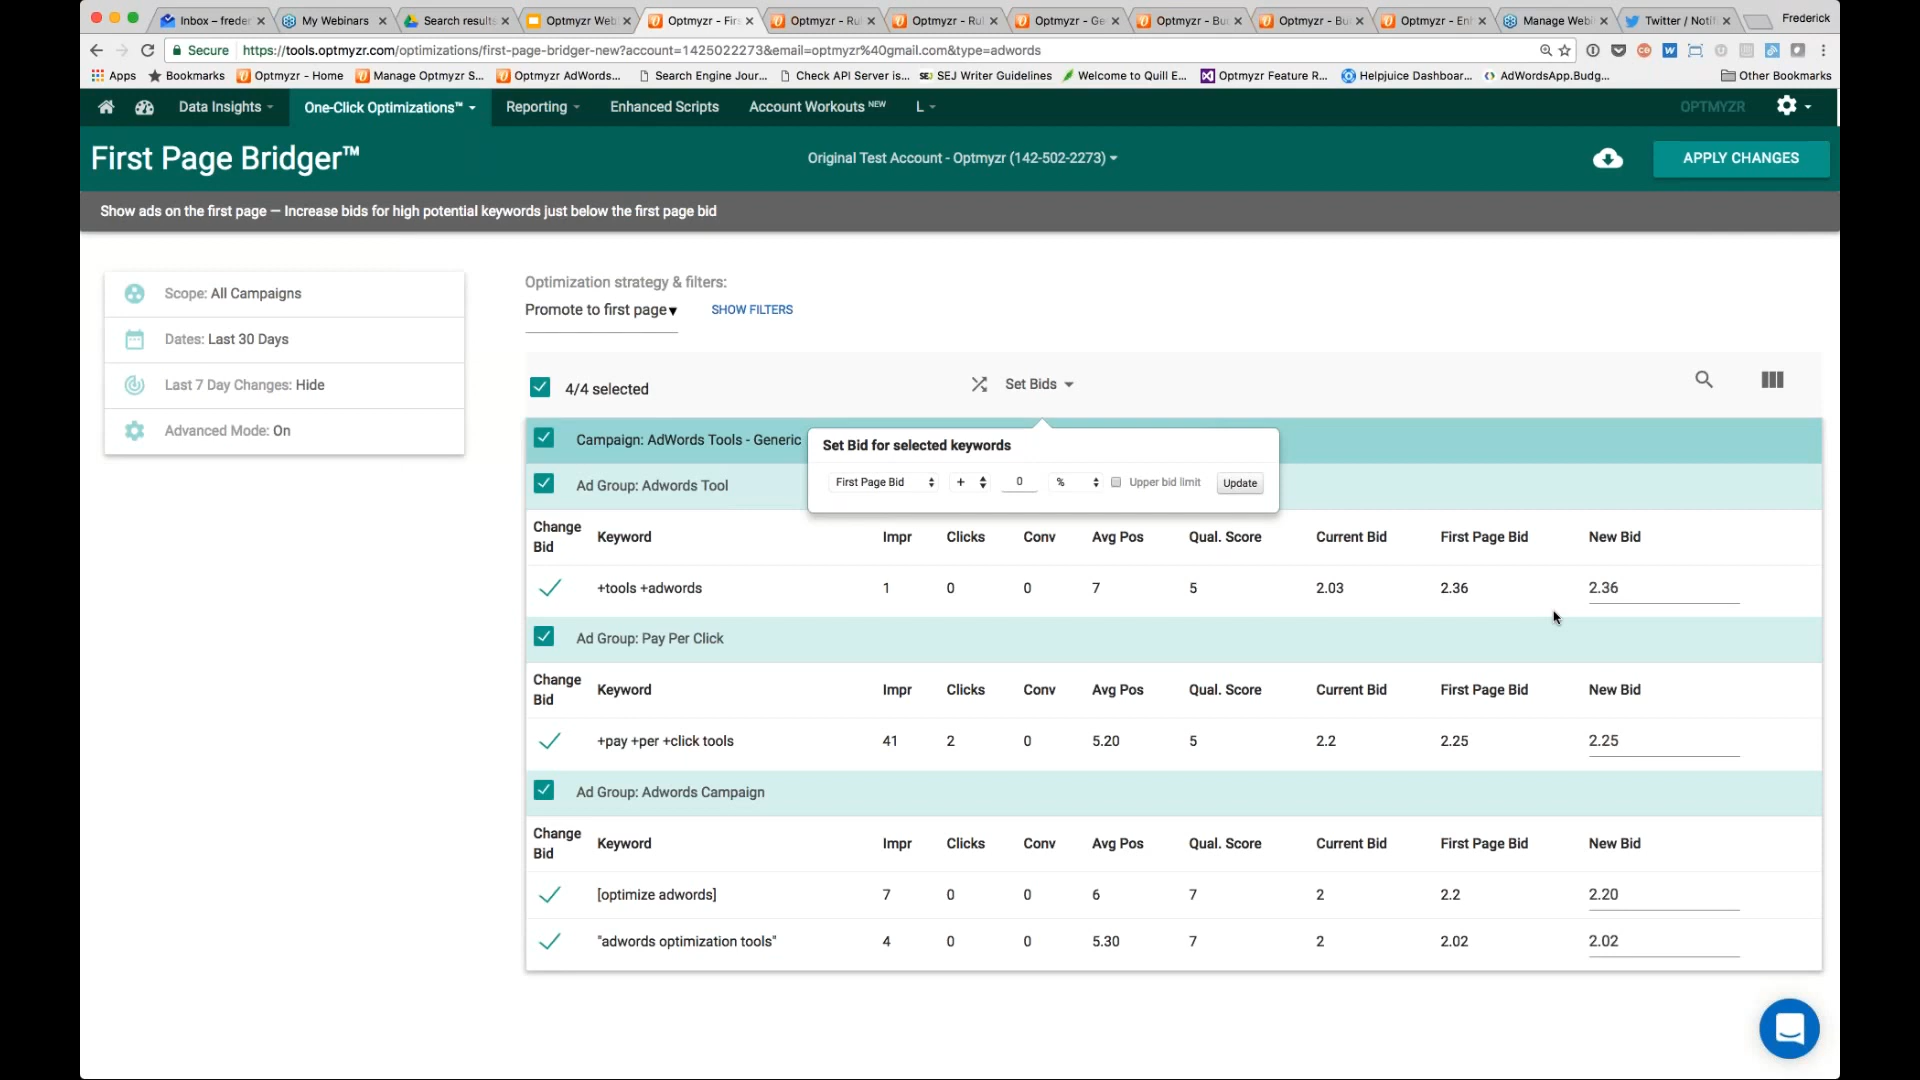 Inbox – freder
My Webinars
Search results
Optmyzr Web
Optmyzr - Firs
Optmyzr - Ru
Optmyzr - Rul
Optmyzr - Ge
Optmyzr - Bu
Optmyzr - Bu
Optmyzr - En
Manage Webi
Twitter / Notif
Frederick
Secure
https://tools.optmyzr.com/optimizations/first-page-bridger-new?account=1425022273&email=optmyzr%40gmail.com&type=adwords
Apps
Bookmarks
Optmyzr - Home
Manage Optmyzr S...
Optmyzr AdWords...
Search Engine Jour...
Check API Server is...
SEJ SEJ Writer Guidelines
Welcome to Quill E...
Optmyzr Feature R...
Helpjuice Dashboar...
AdWordsApp.Budg...
Other Bookmarks
Data Insights
One-Click Optimizations™
Reporting
Enhanced Scripts
Account Workouts NEW
L
OPTMYZR
First Page Bridger™
Original Test Account - Optmyzr (142-502-2273)
APPLY CHANGES
Show ads on the first page — Increase bids for high potential keywords just below the first page bid
Scope: All Campaigns
Dates: Last 30 Days
Last 7 Day Changes: Hide
Advanced Mode: On
Optimization strategy & filters:
Promote to first page
SHOW FILTERS
4/4 selected
Set Bids
Campaign: AdWords Tools - Generic
Set Bid for selected keywords
First Page Bid + 0 % Upper bid limit Update
Ad Group: Adwords Tool
Change Bid Keyword Impr Clicks Conv Avg Pos Qual. Score Current Bid First Page Bid New Bid
+tools +adwords 1 0 0 7 5 2.03 2.36 2.36
Ad Group: Pay Per Click
Change Bid Keyword Impr Clicks Conv Avg Pos Qual. Score Current Bid First Page Bid New Bid
+pay +per +click tools 41 2 0 5.20 5 2.2 2.25 2.25
Ad Group: Adwords Campaign
Change Bid Keyword Impr Clicks Conv Avg Pos Qual. Score Current Bid First Page Bid New Bid
[optimize adwords] 7 0 0 6 7 2 2.2 2.20
"adwords optimization tools" 4 0 0 5.30 7 2 2.02 2.02